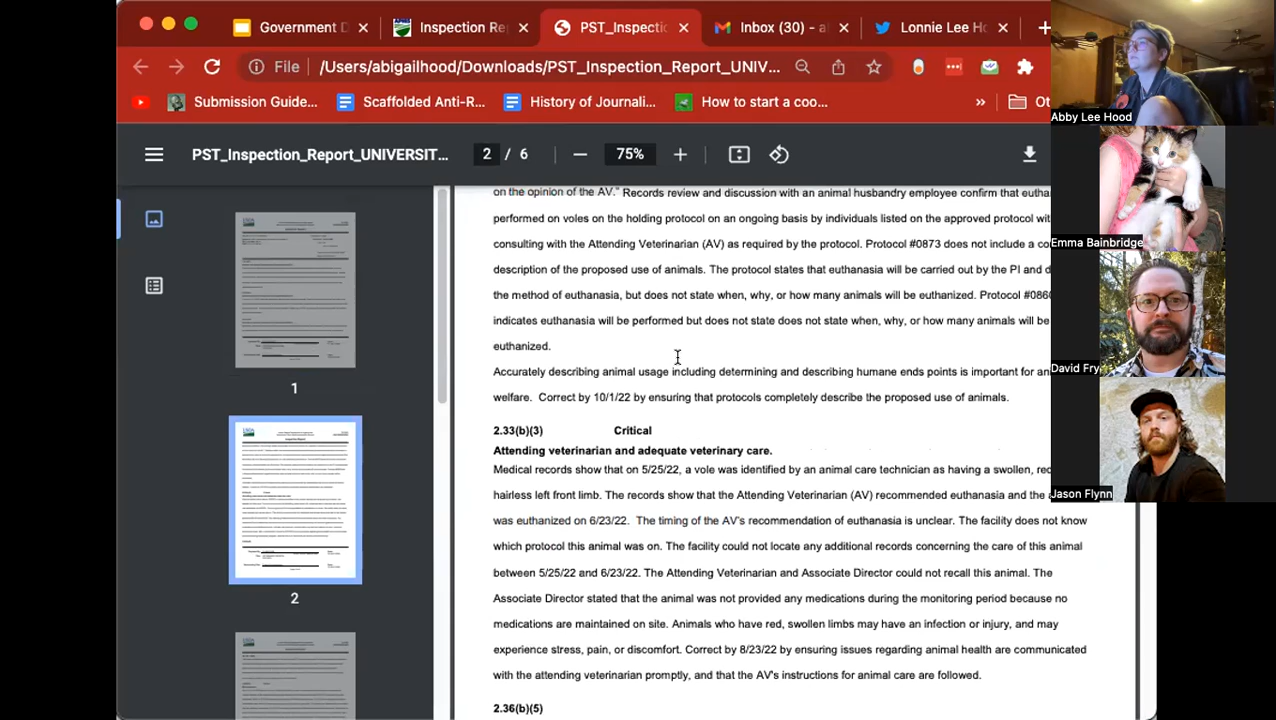 Government D
Inspection Re
PST_Inspectio
Inbox (30) - al
Lonnie Lee Ho
File
/Users/abigailhood/Downloads/PST_Inspection_Report_UNIV...
Submission Guide...
Scaffolded Anti-R...
History of Journali...
How to start a coo...
»
Ot
PST_Inspection_Report_UNIVERSIT...
2 / 6
75%
1
2
on the opinion of the AV." Records review and discussion with an animal husbandry employee confirm that eutha
performed on voles on the holding protocol on an ongoing basis by individuals listed on the approved protocol wit
consulting with the Attending Veterinarian (AV) as required by the protocol. Protocol #0873 does not include a co
description of the proposed use of animals. The protocol states that euthanasia will be carried out by the PI and d
the method of euthanasia, but does not state when, why, or how many animals will be euthanized. Protocol #086
indicates euthanasia will be performed but does not state does not state when, why, or how many animals will be
euthanized.
Accurately describing animal usage including determining and describing humane ends points is important for an
welfare. Correct by 10/1/22 by ensuring that protocols completely describe the proposed use of animals.
2.33(b)(3) Critical
Attending veterinarian and adequate veterinary care.
Medical records show that on 5/25/22, a vole was identified by an animal care technician as having a swollen, red
left front limb. The records the Attending Veterinarian (AV) recommended euthanasia and the
was euthanized on 6/23/22. The timing of the AV's recommendation of euthanasia is unclear. The facility does not know
which protocol this animal was on. The facility could not locate any additional records concerning the care of this animal
between 5/25/22 and 6/23/22. The Attending Veterinarian and Associate Director could not recall this animal. The
Associate Director stated that the animal was not provided any medications during the monitoring period because no
medications are maintained on site. Animals who have red, swollen limbs may have an infection or injury, and may
experience stress, pain, or discomfort. Correct by 8/23/22 by ensuring issues regarding animal health are communicated
with the attending veterinarian promptly, and that the AV's instructions for animal care are followed.
2.36(b)(5)
Abby Lee Hood
Emma Bainbridge
David Fry
Jason Flynn